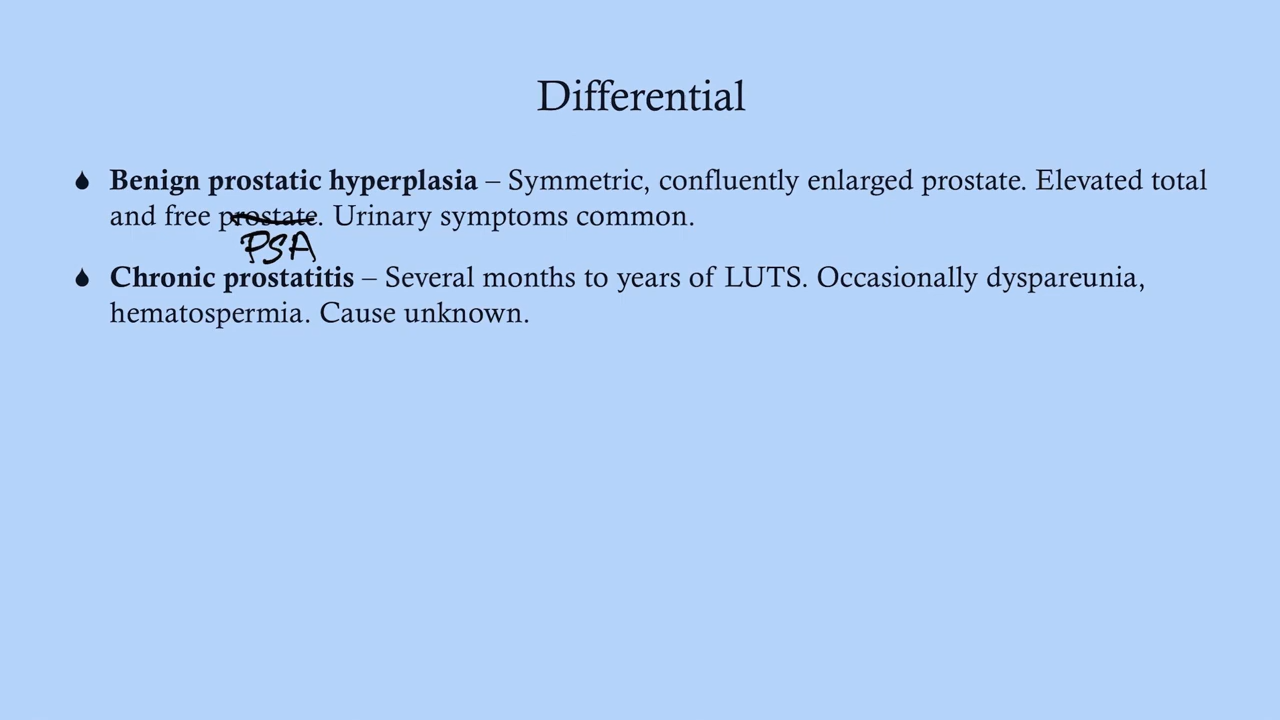 Differential
Benign prostatic hyperplasia – Symmetric, confluently enlarged prostate. Elevated total
and free prostate. Urinary symptoms common.
PSA
Chronic prostatitis – Several months to years of LUTS. Occasionally dyspareunia,
hematospermia. Cause unknown.